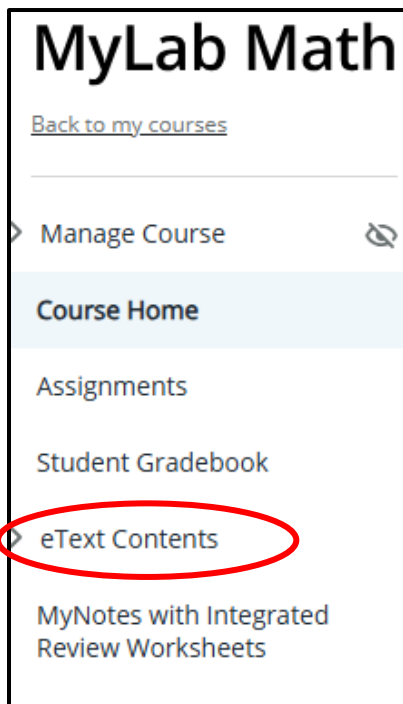 MyLab Math
Back to my courses
Manage Course
Course Home
Assignments
Student Gradebook
eText Contents
MyNotes with Integrated
Review Worksheets